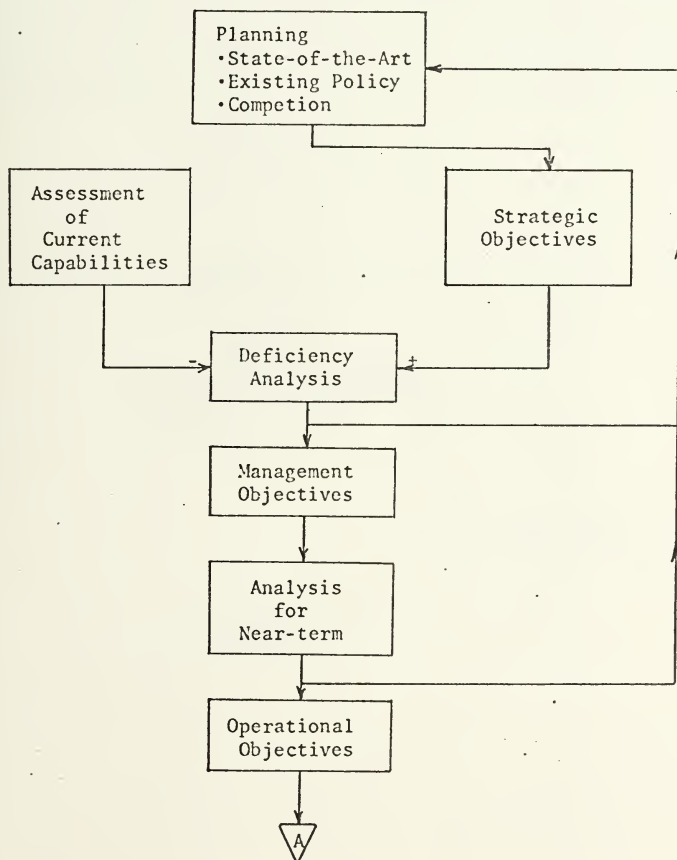 Planning
•State-of-the-Art
•Existing Policy
•Competion
Assessment
of
Current
Capabilities
Strategic
Objectives
-
+
Deficiency
Analysis
Management
Objectives
Analysis
for
Near-term
Operational
Objectives
A